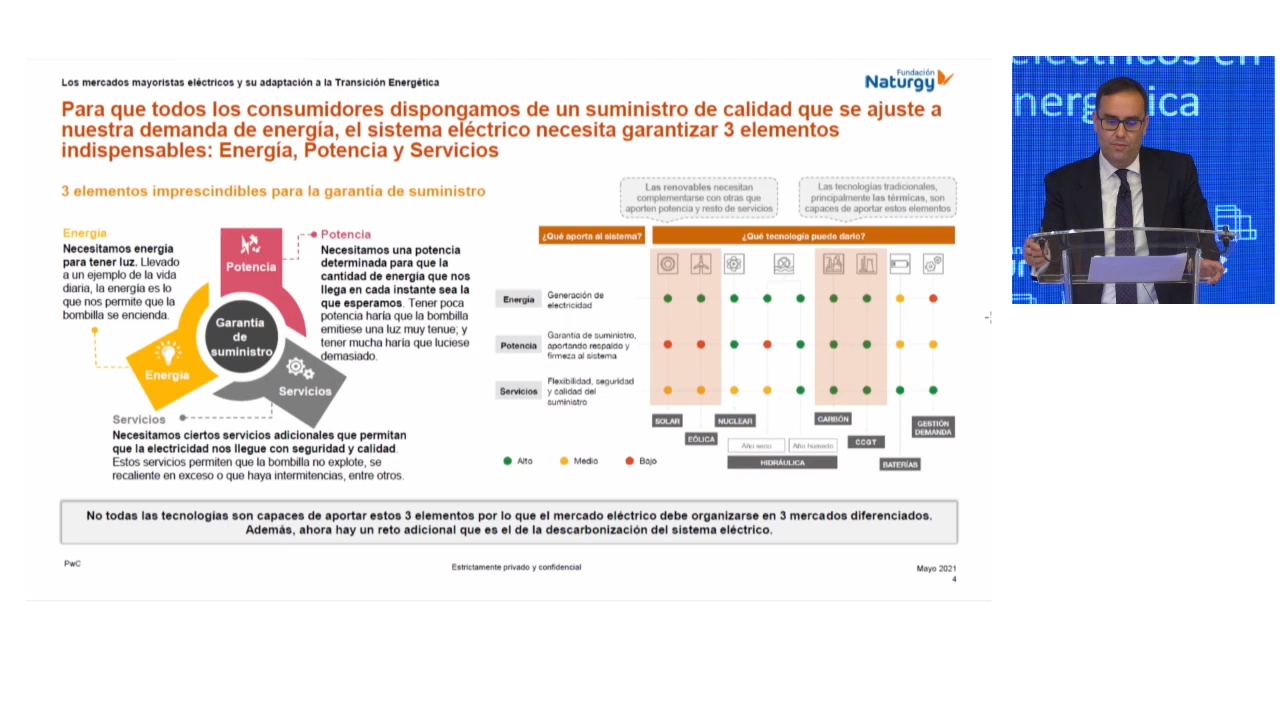 Los mercados mayoristas eléctricos y su adaptación a la Transición Energética
Fundación
Naturgy
Para que todos los consumidores dispongamos de un suministro de calidad que se ajuste a
nuestra demanda de energía, el sistema eléctrico necesita garantizar 3 elementos
indispensables: Energía, Potencia y Servicios
3 elementos imprescindibles para la garantía de suministro
Energía
Necesitamos energía
para tener luz. Llevado
a un ejemplo de la vida
diaria, la energía es lo
que nos permite que la
bombilla se encienda.
Potencia
Garantía
de
suministro
Energía
Servicios
Potencia
Necesitamos una potencia
determinada para que la
cantidad de energía que nos
llega en cada instante sea la
que esperamos. Tener poca
potencia haría que la bombilla
emitiese una luz muy tenue; y
tener mucha haría que luciese
demasiado.
Servicios
Necesitamos ciertos servicios adicionales que permitan
que la electricidad nos llegue con seguridad y calidad.
Estos servicios permiten que la bombilla no explote, se
recaliente en exceso o que haya intermitencias, entre otros.
Las renovables necesitan
complementarse con otras que
aporten potencia y resto de servicios
Las tecnologías tradicionales,
principalmente las térmicas, son
capaces de aportar estos elementos
¿Qué aporta al sistema?
¿Qué tecnología puede darlo?
Energía
Generación de
electricidad
Potencia
Garantía de suministro,
aportando respaldo y
firmeza al sistema
Servicios
Flexibilidad, seguridad
y calidad del
suministro
SOLAR
EÓLICA
NUCLEAR
Año seco
Año húmedo
HIDRÁULICA
CARBÓN
CCGT
BATERÍAS
GESTIÓN
DEMANDA
Alto
Medio
Bajo
No todas las tecnologías son capaces de aportar estos 3 elementos por lo que el mercado eléctrico debe organizarse en 3 mercados diferenciados.
Además, ahora hay un reto adicional que es el de la descarbonización del sistema eléctrico.
PwC
Estrictamente privado y confidencial
Mayo 2021
4